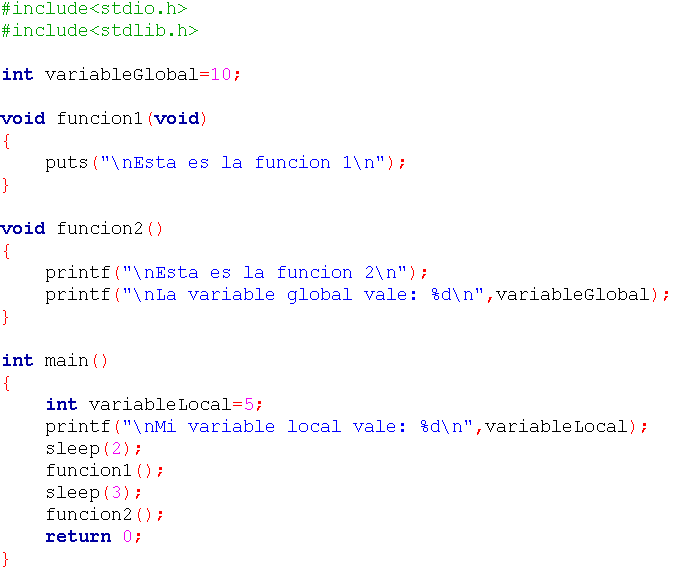 #include<stdio.h>
#include<stdlib.h>
int variableGlobal=10;
void funcion1(void)
{
    puts("\nEsta es la funcion 1\n");
}
void funcion2()
{
    printf("\nEsta es la funcion 2\n");
    printf("\nLa variable global vale: %d\n",variableGlobal);
}
int main()
{
    int variableLocal=5;
    printf("\nMi variable local vale: %d\n",variableLocal);
    sleep(2);
    funcion1();
    sleep(3);
    funcion2();
    return 0;
}